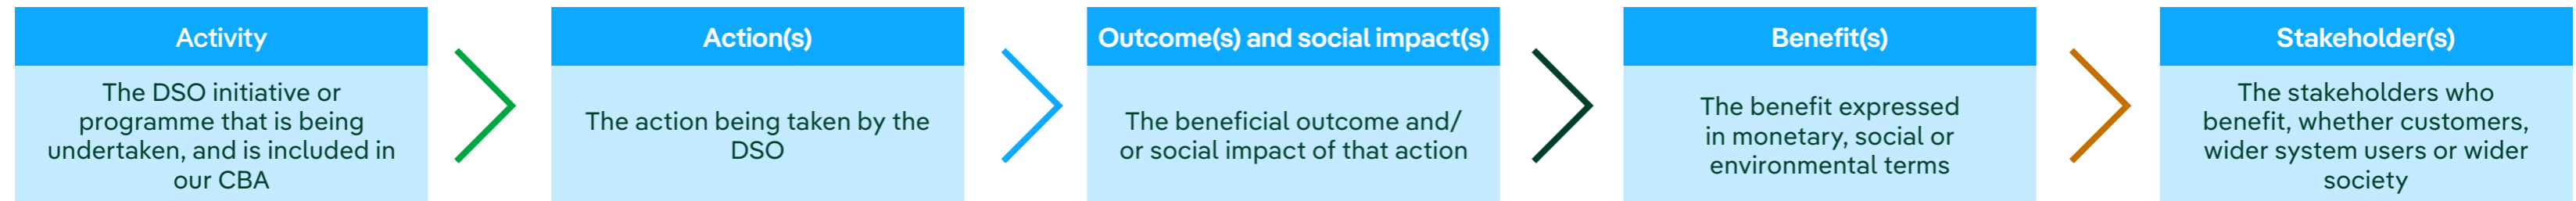 Activity
The DSO initiative or
programme that is being
undertaken, and is included in
our CBA
Action(s)
The action being taken by the
DSO
Outcome(s) and social impact(s)
The beneficial outcome and/
or social impact of that action
Benefit(s)
The benefit expressed
in monetary, social or
environmental terms
Stakeholder(s)
The stakeholders who
benefit, whether customers,
wider system users or wider
society